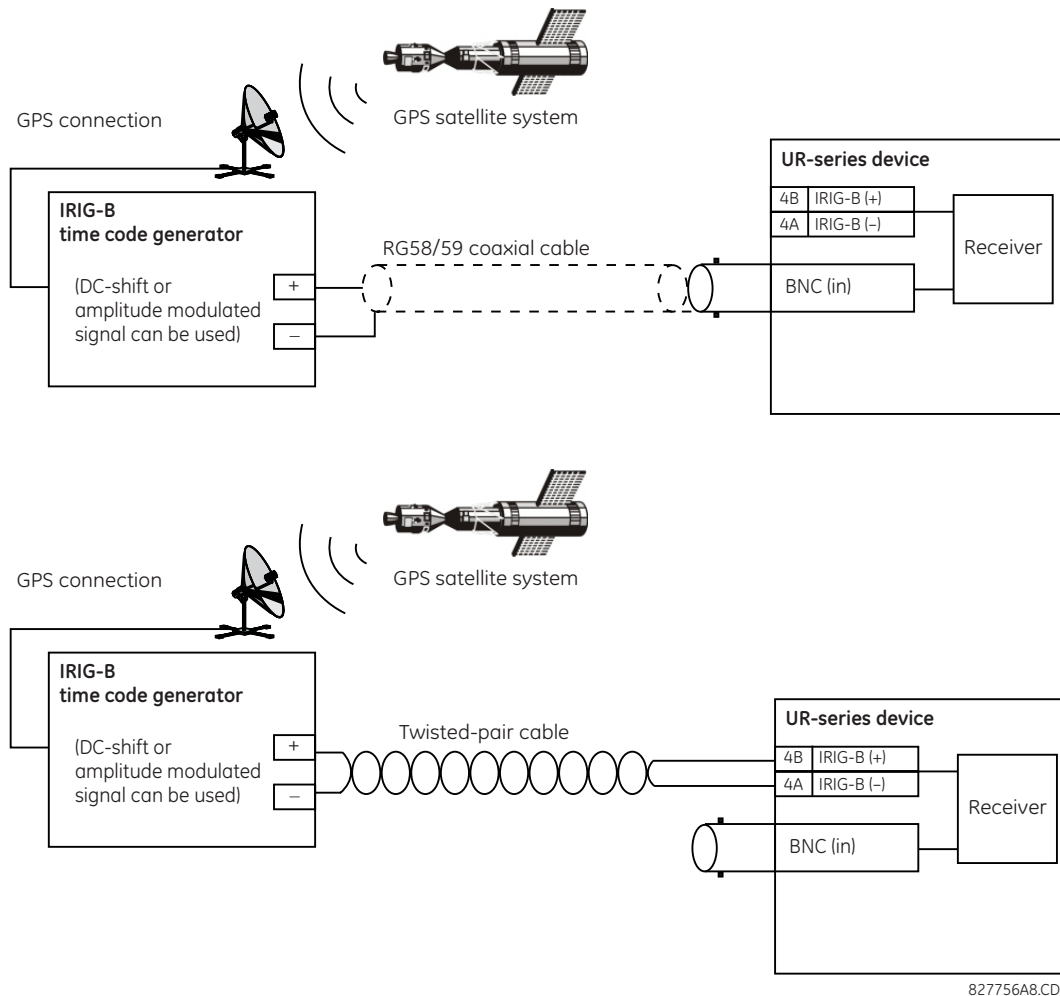 GPS connection
GPS satellite system
IRIG-B
time code generator
(DC-shift or
amplitude modulated
signal can be used)
+
–
RG58/59 coaxial cable
UR-series device
4B IRIG-B (+)
4A IRIG-B (–)
BNC (in)
Receiver
GPS connection
GPS satellite system
IRIG-B
time code generator
(DC-shift or
amplitude modulated
signal can be used)
+
–
Twisted-pair cable
UR-series device
4B IRIG-B (+)
4A IRIG-B (–)
BNC (in)
Receiver
827756A8.CD